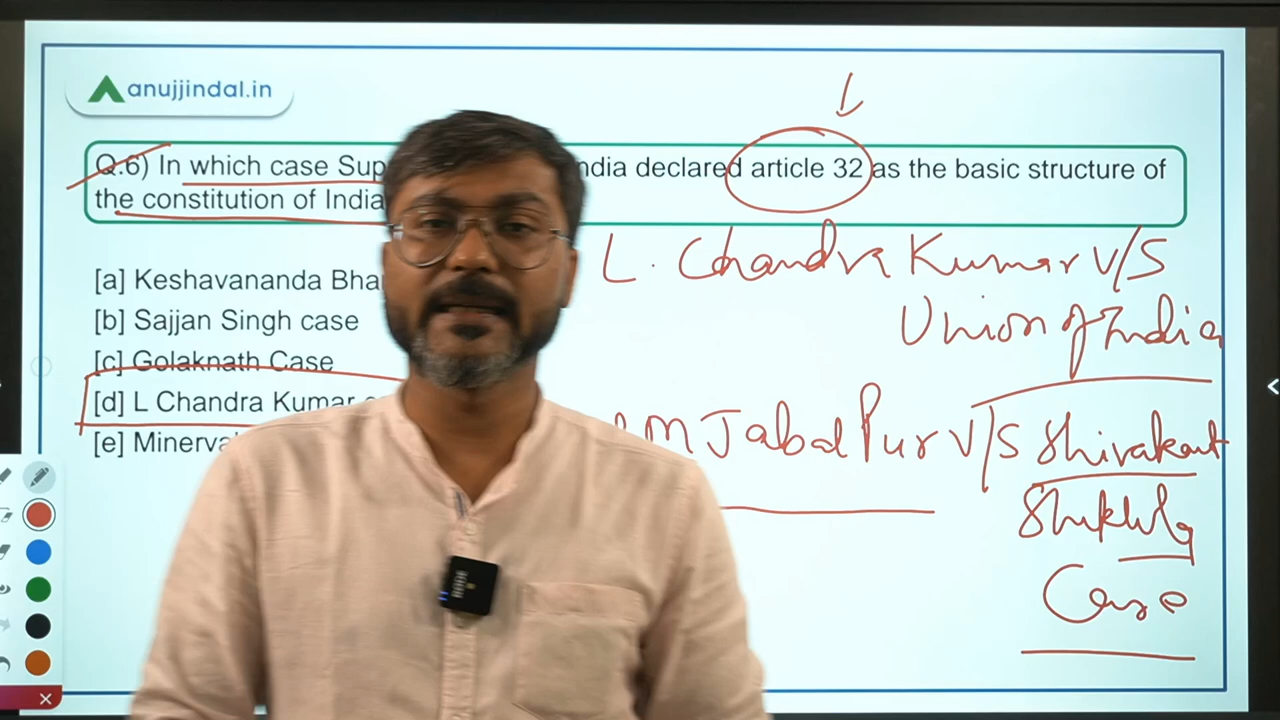 anujjindal.in
Q.6) In which case Sup ndia declared article 32 as the basic structure of
the constitution of India
[a] Keshavananda Bha
[b] Sajjan Singh case
[c] Golaknath Case
[d] L Chandra Kumar
[e] Minerva
L. Chandra Kumar V/S
Union of India
M Jabalpur V/S Shivakant
Shukla
Case